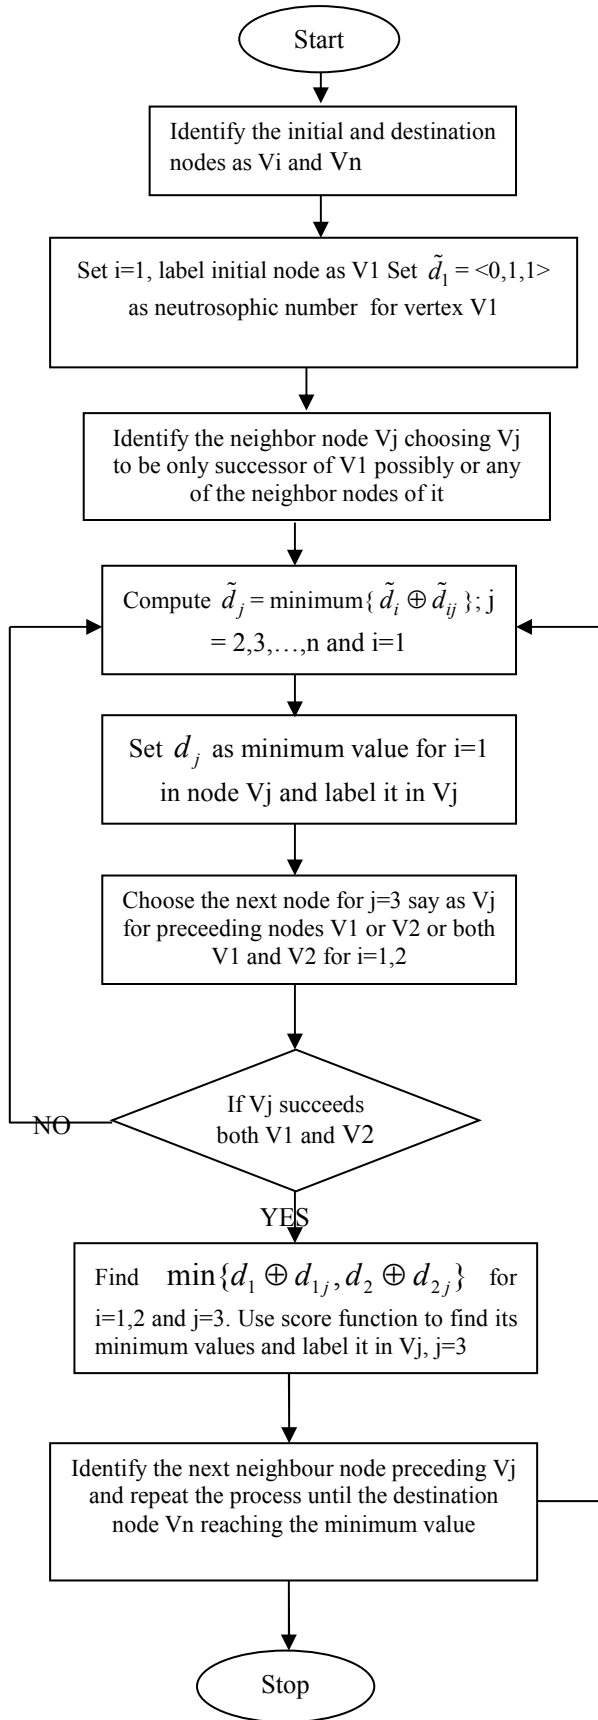 Start
Identify the initial and destination
nodes as Vi and Vn
Set i=1, label initial node as V1 Set d̃₁ = <0,1,1>
as neutrosophic number for vertex V1
Identify the neighbor node Vj choosing Vj
to be only successor of V1 possibly or any
of the neighbor nodes of it
Compute d̃ⱼ = minimum{ d̃ᵢ ⊕ d̃ᵢⱼ }; j
= 2,3,…,n and i=1
Set dⱼ as minimum value for i=1
in node Vj and label it in Vj
Choose the next node for j=3 say as Vj
for preceeding nodes V1 or V2 or both
V1 and V2 for i=1,2
If Vj succeeds
both V1 and V2
NO
YES
Find min{d₁ ⊕ d₁ⱼ, d₂ ⊕ d₂ⱼ} for
i=1,2 and j=3. Use score function to find its
minimum values and label it in Vj, j=3
Identify the next neighbour node preceding Vj
and repeat the process until the destination
node Vn reaching the minimum value
Stop